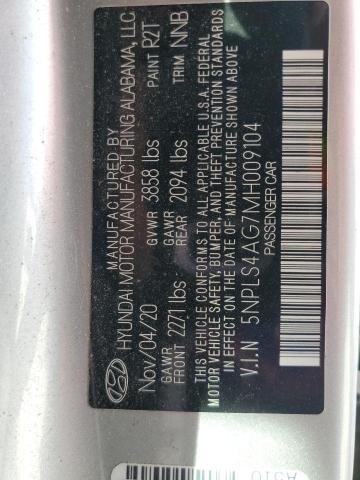 MANUFACTURED BY
HYUNDAI MOTOR MANUFACTURING ALABAMA, LLC
Nov/04/20 GVWR 3858 lbs PAINT R2T
GAWR FRONT 2271 lbs GAWR REAR 2094 lbs TRIM NNB
THIS VEHICLE CONFORMS TO ALL APPLICABLE U.S.A. FEDERAL
MOTOR VEHICLE SAFETY, BUMPER, AND THEFT PREVENTION STANDARDS
IN EFFECT ON THE DATE OF MANUFACTURE SHOWN ABOVE.
V.I.N 5NPLS4AG7MH009104
PASSENGER CAR